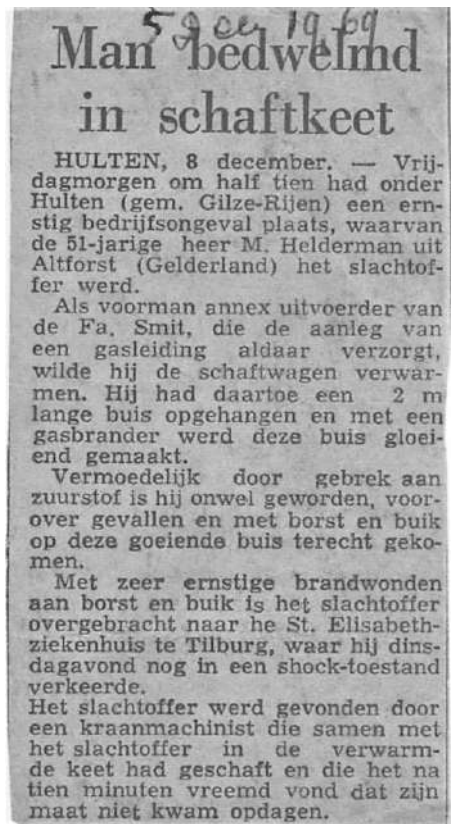 5 Dec 1969
Man bedwelmd
in schaftkeet
HULTEN, 8 december. — Vrij-
dagmorgen om half tien had onder
Hulten (gem. Gilze-Rijen) een ern-
stig bedrijfsongeval plaats, waarvan
de 51-jarige heer M. Helderman uit
Altforst (Gelderland) het slachtof-
fer werd.
Als voorman annex uitvoerder van
de Fa. Smit, die de aanleg van
een gasleiding aldaar verzorgt,
wilde hij de schaftwagen verwar-
men. Hij had daartoe een 2 m
lange buis opgehangen en met een
gasbrander werd deze buis gloei-
end gemaakt.
Vermoedelijk door gebrek aan
zuurstof is hij onwel geworden, voor-
over gevallen en met borst en buik
op deze goeiende buis terecht geko-
men.
Met zeer ernstige brandwonden
aan borst en buik is het slachtoffer
overgebracht naar he St. Elisabeth-
ziekenhuis te Tilburg, waar hij dins-
dagavond nog in een shock-toestand
verkeerde.
Het slachtoffer werd gevonden door
een kraanmachinist die samen met
het slachtoffer in de verwarm-
de keet had geschaft en die het na
tien minuten vreemd vond dat zijn
maat niet kwam opdagen.